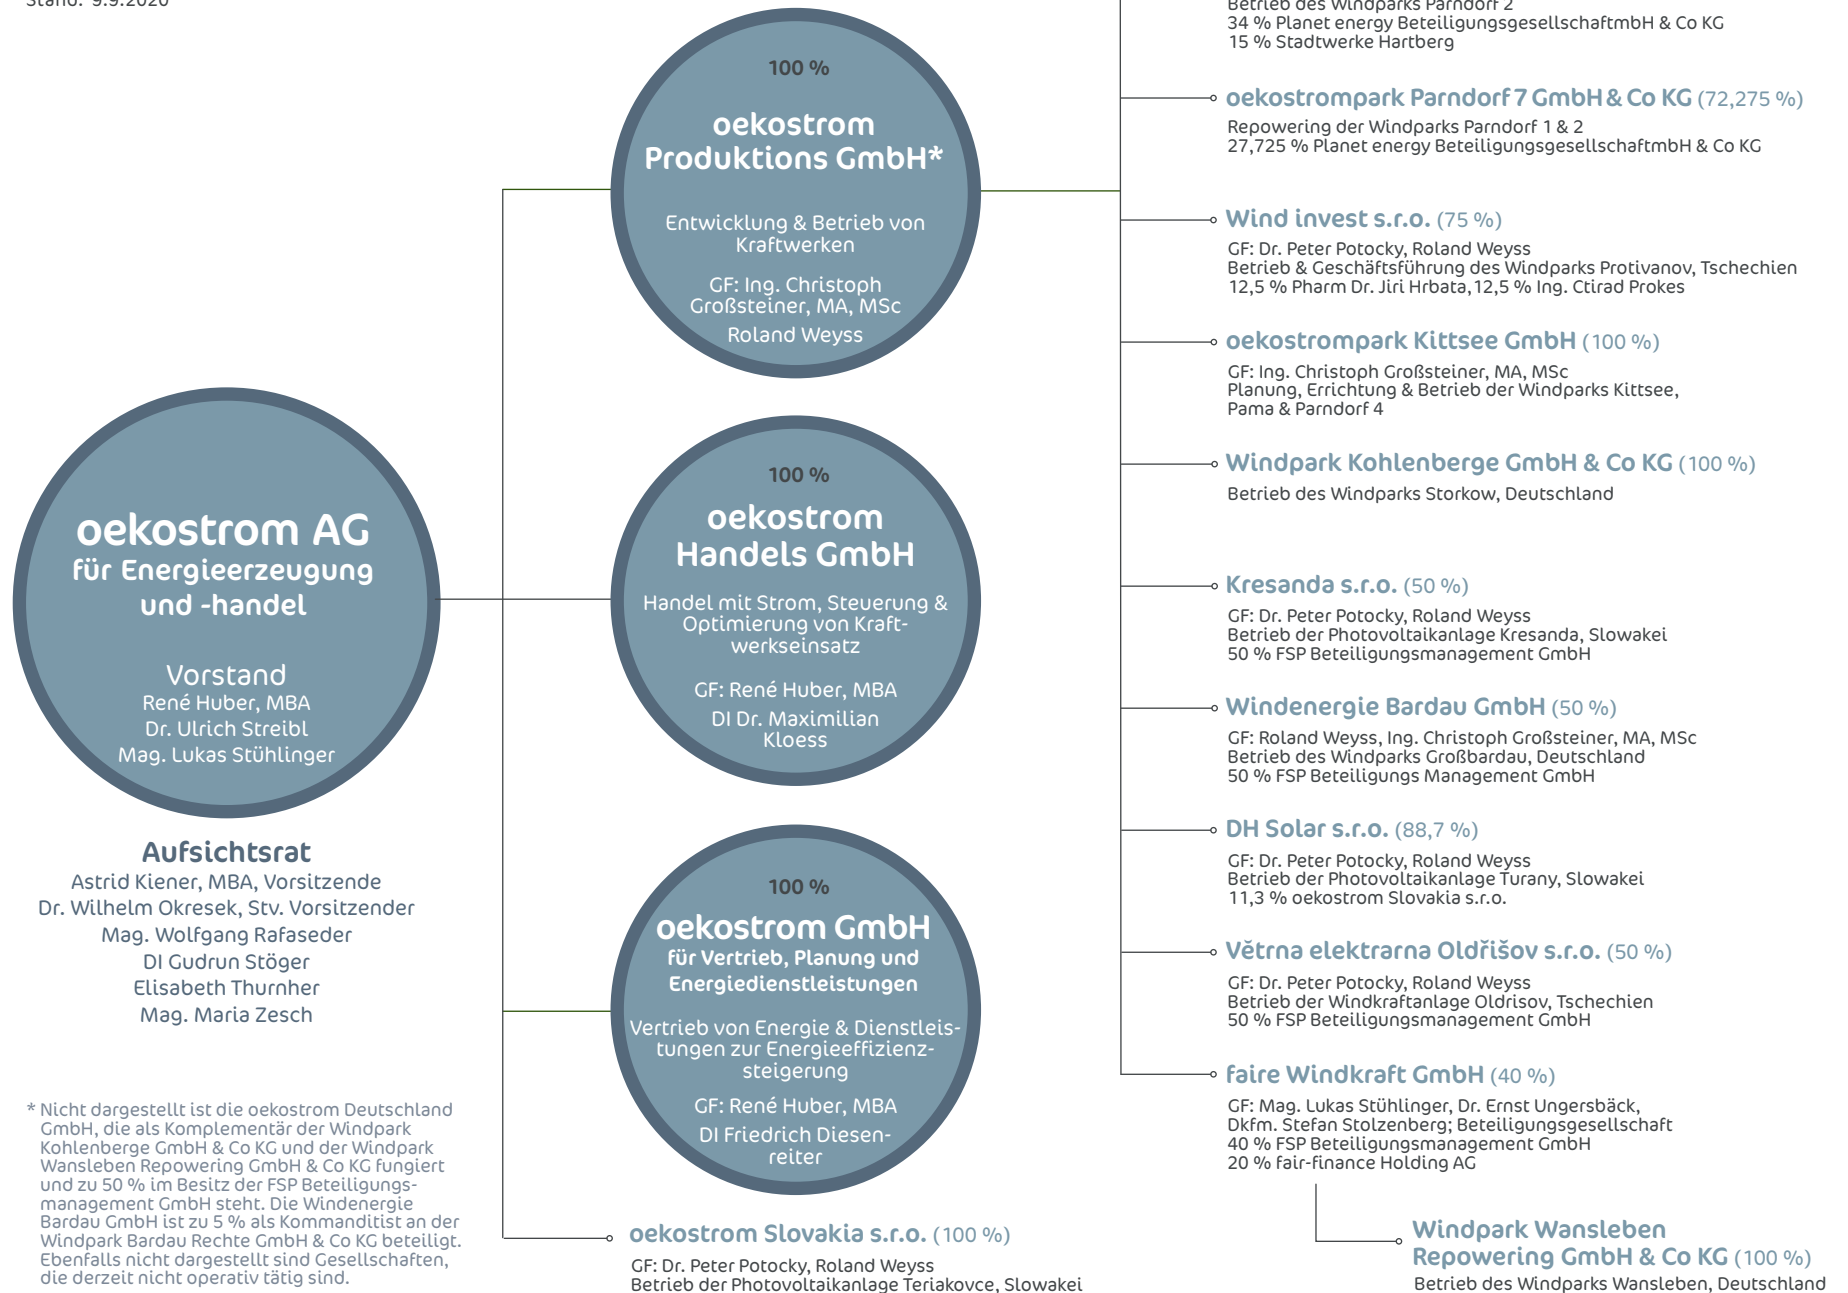 Stand: 9.9.2020
100 %
oekostrom
Produktions GmbH*
Entwicklung & Betrieb von
Kraftwerken
GF: Ing. Christoph
Großsteiner, MA, MSc
Roland Weyss
100 %
oekostrom
Handels GmbH
Handel mit Strom, Steuerung &
Optimierung von Kraft-
werkseinsatz
GF: René Huber, MBA
DI Dr. Maximilian
Kloess
100 %
oekostrom GmbH
für Vertrieb, Planung und
Energiedienstleistungen
Vertrieb von Energie & Dienstleis-
tungen zur Energieeffizienz-
steigerung
GF: René Huber, MBA
DI Friedrich Diesen-
reiter
oekostrom Slovakia s.r.o. (100 %)
GF: Dr. Peter Potocky, Roland Weyss
Betrieb der Photovoltaikanlage Teriakovce, Slowakei
oekostrom AG
für Energieerzeugung
und -handel
Vorstand
René Huber, MBA
Dr. Ulrich Streibl
Mag. Lukas Stühlinger
Aufsichtsrat
Astrid Kiener, MBA, Vorsitzende
Dr. Wilhelm Okresek, Stv. Vorsitzender
Mag. Wolfgang Rafaseder
DI Gudrun Stöger
Elisabeth Thurnher
Mag. Maria Zesch
* Nicht dargestellt ist die oekostrom Deutschland
GmbH, die als Komplementär der Windpark
Kohlenberge GmbH & Co KG und der Windpark
Wansleben Repowering GmbH & Co KG fungiert
und zu 50 % im Besitz der FSP Beteiligungs-
management GmbH steht. Die Windenergie
Bardau GmbH ist zu 5 % als Kommanditist an der
Windpark Bardau Rechte GmbH & Co KG beteiligt.
Ebenfalls nicht dargestellt sind Gesellschaften,
die derzeit nicht operativ tätig sind.
Betrieb des Windparks Parndorf 2
34 % Planet energy BeteiligungsgesellschaftmbH & Co KG
15 % Stadtwerke Hartberg
oekostrompark Parndorf 7 GmbH & Co KG (72,275 %)
Repowering der Windparks Parndorf 1 & 2
27,725 % Planet energy BeteiligungsgesellschaftmbH & Co KG
Wind invest s.r.o. (75 %)
GF: Dr. Peter Potocky, Roland Weyss
Betrieb & Geschäftsführung des Windparks Protivanov, Tschechien
12,5 % Pharm Dr. Jiri Hrbata, 12,5 % Ing. Ctirad Prokes
oekostrompark Kittsee GmbH (100 %)
GF: Ing. Christoph Großsteiner, MA, MSc
Planung, Errichtung & Betrieb der Windparks Kittsee,
Pama & Parndorf 4
Windpark Kohlenberge GmbH & Co KG (100 %)
Betrieb des Windparks Storkow, Deutschland
Kresanda s.r.o. (50 %)
GF: Dr. Peter Potocky, Roland Weyss
Betrieb der Photovoltaikanlage Kresanda, Slowakei
50 % FSP Beteiligungsmanagement GmbH
Windenergie Bardau GmbH (50 %)
GF: Roland Weyss, Ing. Christoph Großsteiner, MA, MSc
Betrieb des Windparks Großbardau, Deutschland
50 % FSP Beteiligungs Management GmbH
DH Solar s.r.o. (88,7 %)
GF: Dr. Peter Potocky, Roland Weyss
Betrieb der Photovoltaikanlage Turany, Slowakei
11,3 % oekostrom Slovakia s.r.o.
Větrna elektrarna Oldřišov s.r.o. (50 %)
GF: Dr. Peter Potocky, Roland Weyss
Betrieb der Windkraftanlage Oldrisov, Tschechien
50 % FSP Beteiligungsmanagement GmbH
faire Windkraft GmbH (40 %)
GF: Mag. Lukas Stühlinger, Dr. Ernst Ungersbäck,
Dkfm. Stefan Stolzenberg; Beteiligungsgesellschaft
40 % FSP Beteiligungsmanagement GmbH
20 % fair-finance Holding AG
Windpark Wansleben
Repowering GmbH & Co KG (100 %)
Betrieb des Windparks Wansleben, Deutschland